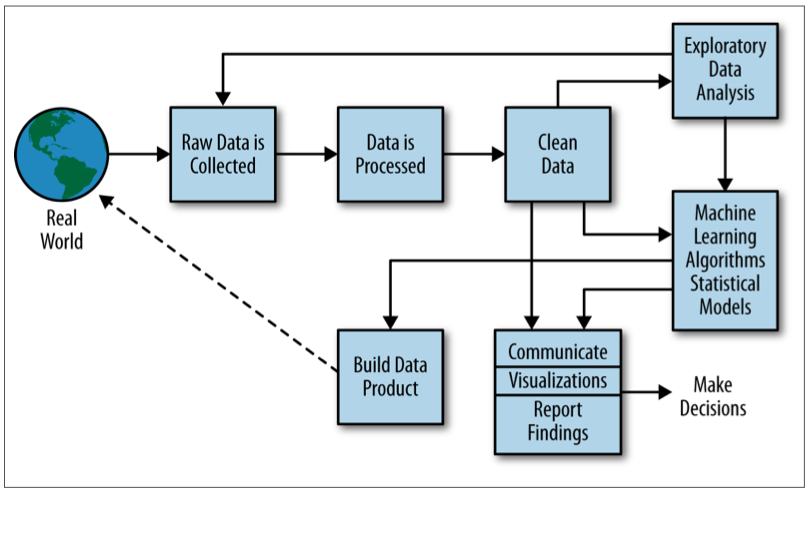 Exploratory
Data
Analysis
Raw Data is
Collected
Data is
Processed
Clean
Data
Real
World
Machine
Learning
Algorithms
Statistical
Models
Build Data
Product
Communicate
Visualizations
Report
Findings
Make
Decisions